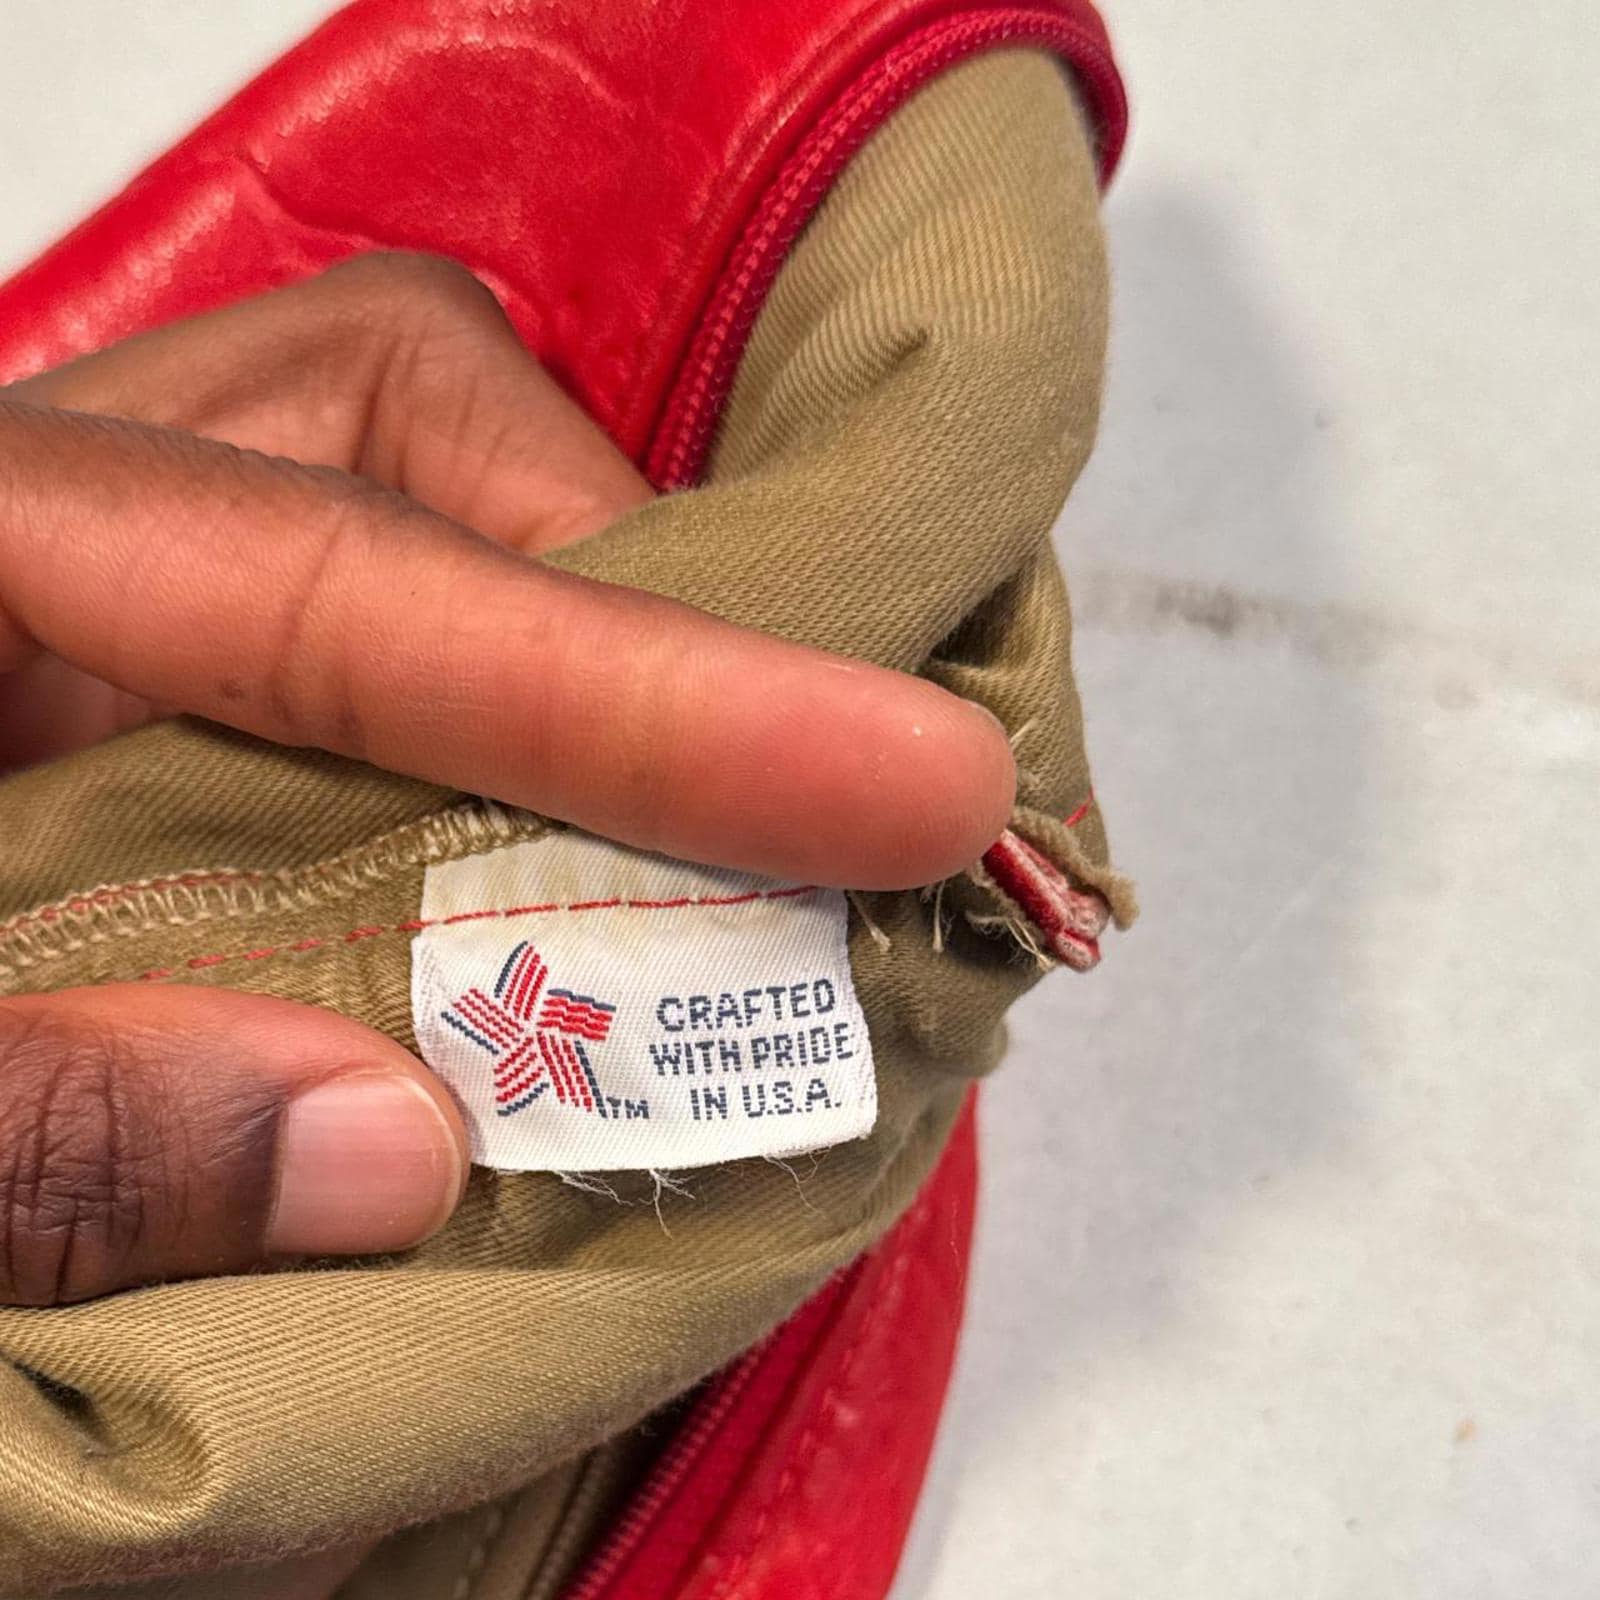 CRAFTED
WITH PRIDE
IN U.S.A.
TM